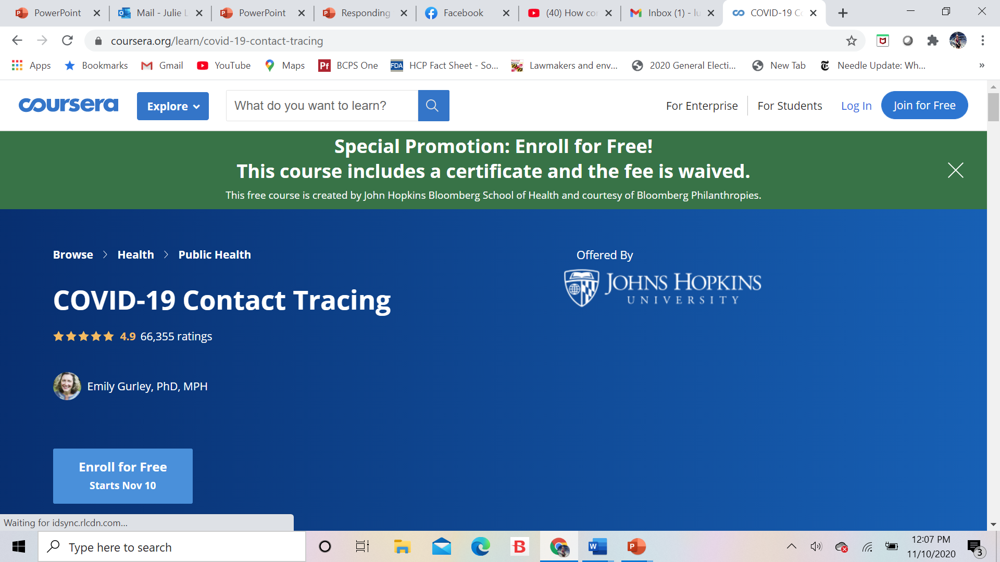 PowerPoint
Mail - Julie L
PowerPoint
Responding
Facebook
(40) How cor
Inbox (1) - lu
COVID-19 Co
coursera.org/learn/covid-19-contact-tracing
Apps
Bookmarks
Gmail
YouTube
Maps
Pf BCPS One
FDA HCP Fact Sheet - So...
Lawmakers and env...
2020 General Electi...
New Tab
Needle Update: Wh...
»
coursera
Explore
What do you want to learn?
For Enterprise
For Students
Log In
Join for Free
Special Promotion: Enroll for Free!
This course includes a certificate and the fee is waived.
This free course is created by John Hopkins Bloomberg School of Health and courtesy of Bloomberg Philanthropies.
Browse > Health > Public Health
Offered By
JOHNS HOPKINS
UNIVERSITY
COVID-19 Contact Tracing
4.9 66,355 ratings
Emily Gurley, PhD, MPH
Enroll for Free
Starts Nov 10
Waiting for idsync.rlcdn.com...
Type here to search
12:07 PM
11/10/2020
3